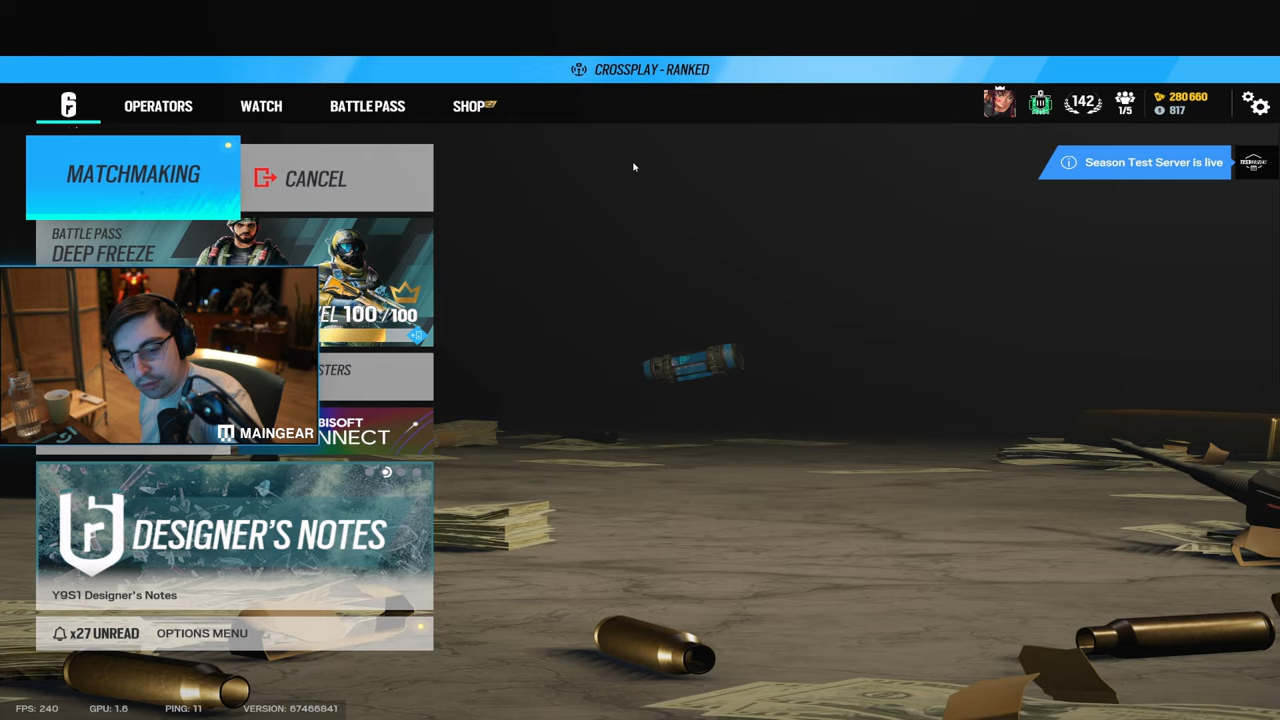 CROSSPLAY - RANKED
6 OPERATORS WATCH BATTLE PASS SHOP
142
1/5
280 660
817
MATCHMAKING
CANCEL
Season Test Server is live
BATTLE PASS
DEEP FREEZE
EL 100 / 100
STERS
BISOFT
NNECT
MAINGEAR
DESIGNER'S NOTES
Y9S1 Designer's Notes
x27 UNREAD OPTIONS MENU
FPS: 240 GPU: 1.6 PING: 11 VERSION: 67466841